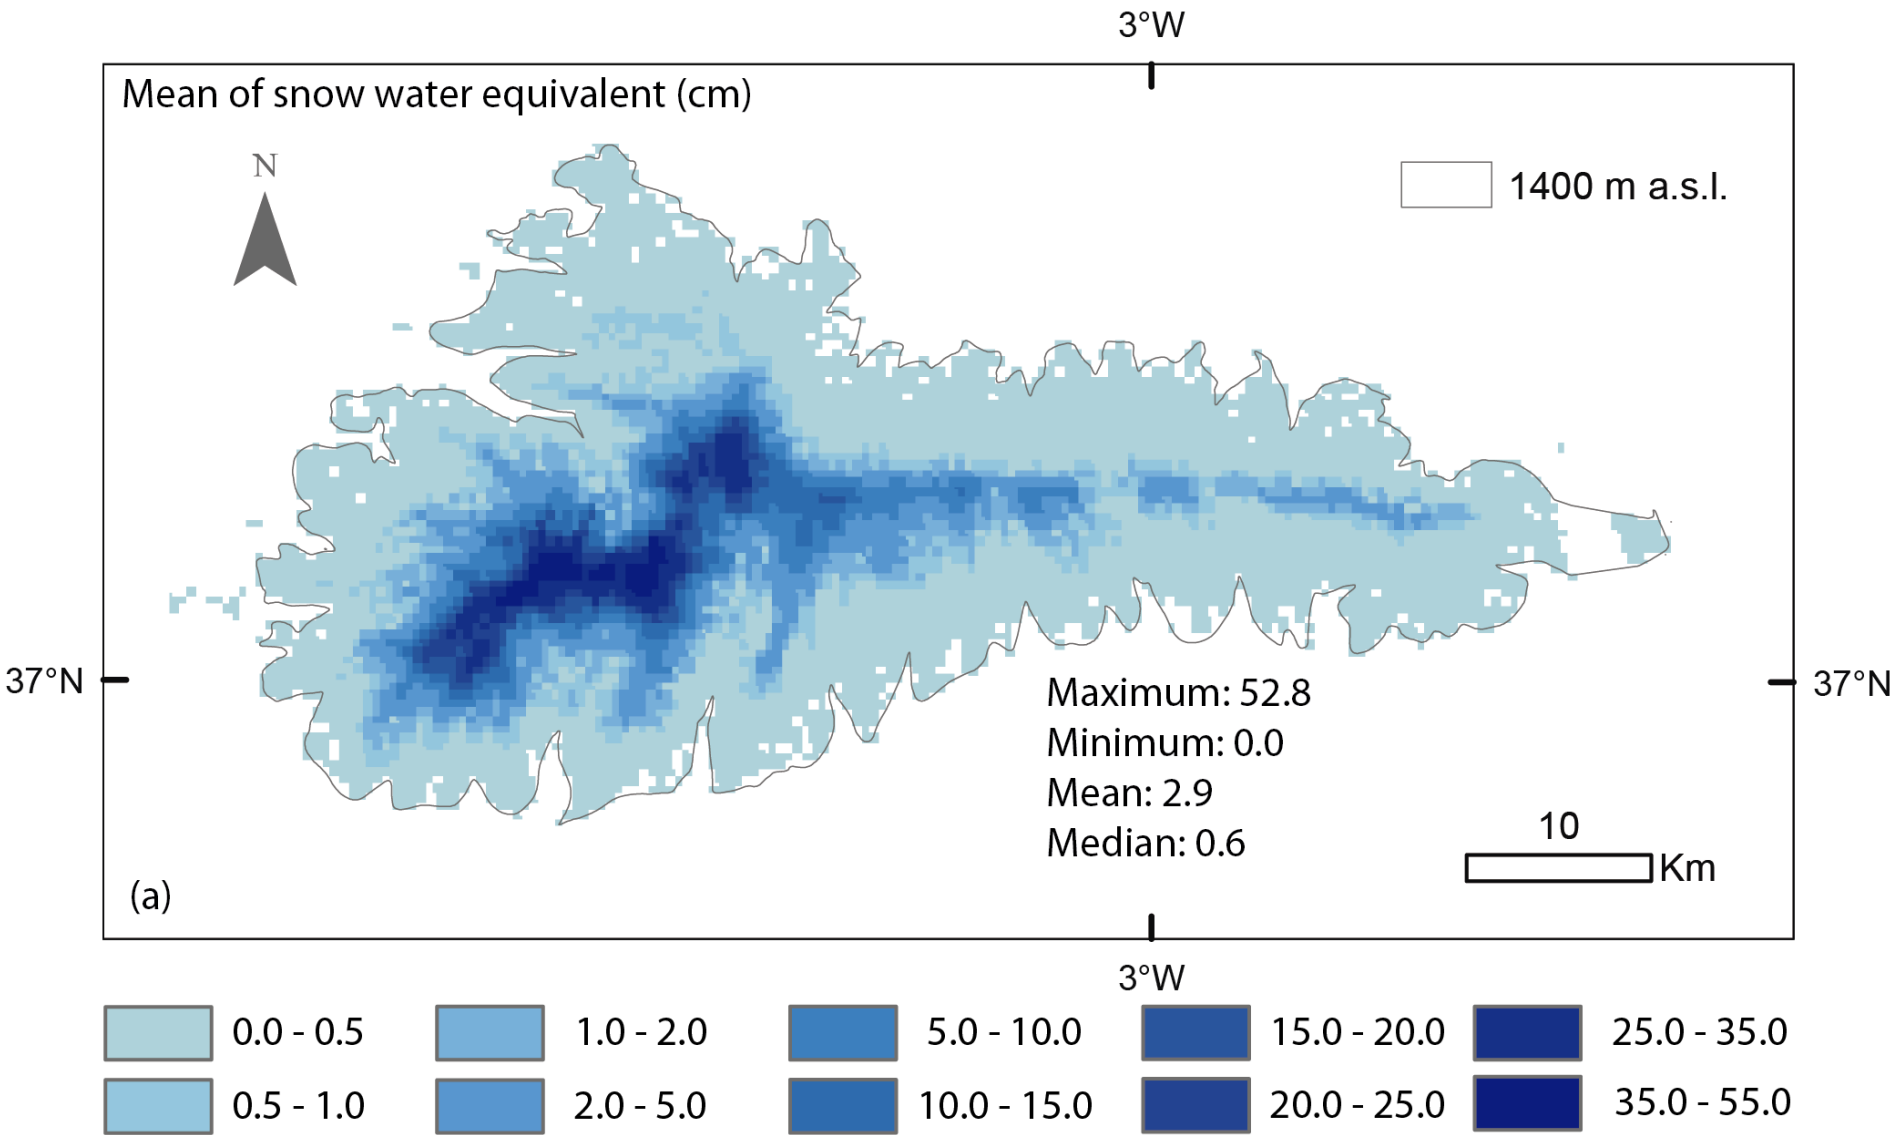 3°W
Mean of snow water equivalent (cm)
N
1400 m a.s.l.
37°N
37°N
Maximum: 52.8
Minimum: 0.0
Mean: 2.9
Median: 0.6
10
Km
(a)
3°W
0.0 - 0.5
1.0 - 2.0
5.0 - 10.0
15.0 - 20.0
25.0 - 35.0
0.5 - 1.0
2.0 - 5.0
10.0 - 15.0
20.0 - 25.0
35.0 - 55.0